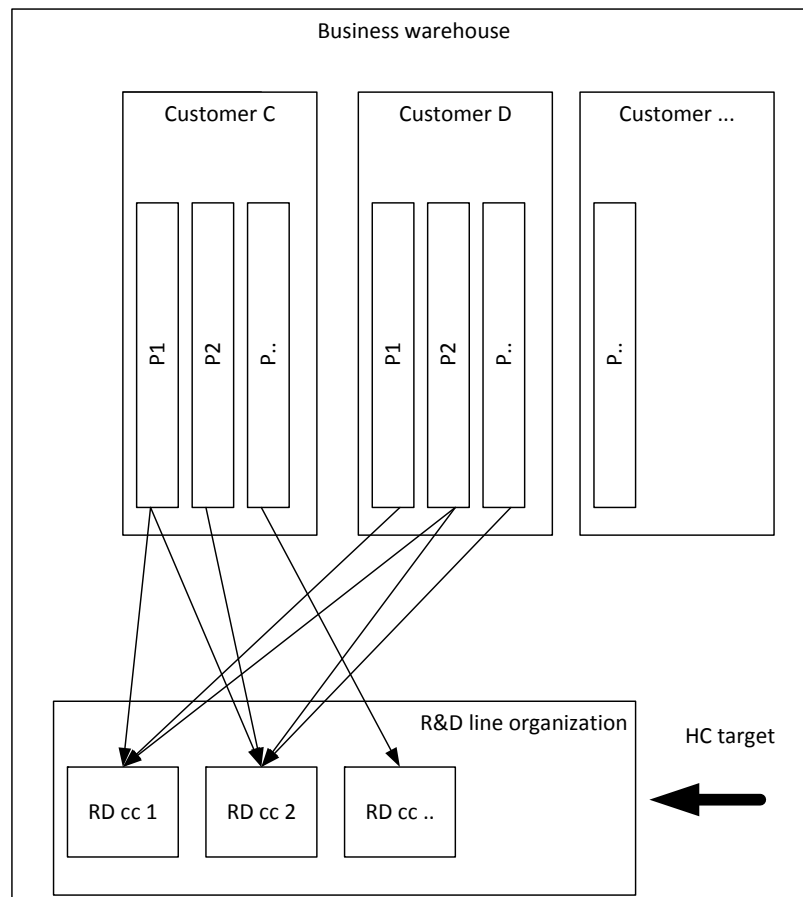 Business warehouse
Customer C
Customer D
Customer ...
P1
P2
P..
P1
P2
P..
P..
R&D line organization
HC target
RD cc 1
RD cc 2
RD cc ..